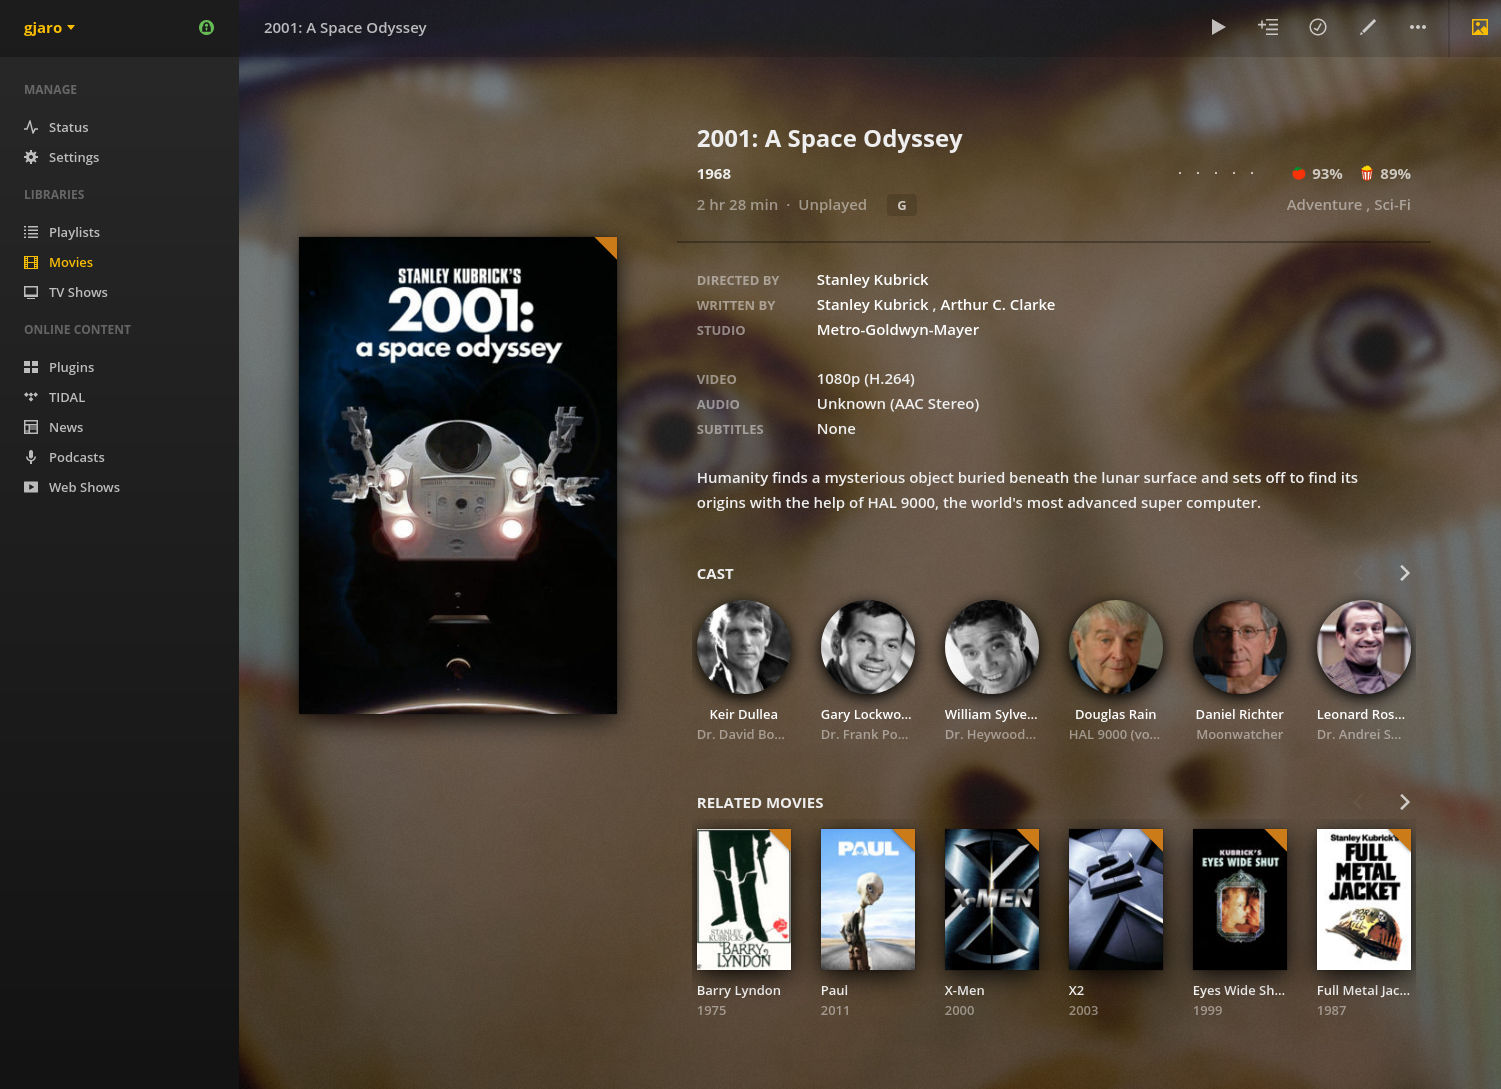 gjaro
2001: A Space Odyssey
MANAGE
Status
Settings
LIBRARIES
Playlists
Movies
TV Shows
ONLINE CONTENT
Plugins
TIDAL
News
Podcasts
Web Shows
STANLEY KUBRICK'S
2001:
a space odyssey
2001: A Space Odyssey
1968
93% 89%
2 hr 28 min · Unplayed G
Adventure , Sci-Fi
DIRECTED BY Stanley Kubrick
WRITTEN BY Stanley Kubrick , Arthur C. Clarke
STUDIO Metro-Goldwyn-Mayer
VIDEO 1080p (H.264)
AUDIO Unknown (AAC Stereo)
SUBTITLES None
Humanity finds a mysterious object buried beneath the lunar surface and sets off to find its
origins with the help of HAL 9000, the world's most advanced super computer.
CAST
Keir Dullea Gary Lockwo... William Sylve... Douglas Rain Daniel Richter Leonard Ros...
Dr. David Bo... Dr. Frank Po... Dr. Heywood... HAL 9000 (vo... Moonwatcher Dr. Andrei S...
RELATED MOVIES
STANLEY
KUBRICK'S
BARRY
LYNDON
PAUL
X-MEN
2
KUBRICK'S
EYES WIDE SHUT
Stanley Kubrick's
FULL
METAL
JACKET
BORN
TO
KILL
Barry Lyndon Paul X-Men X2 Eyes Wide Sh... Full Metal Jac...
1975 2011 2000 2003 1999 1987